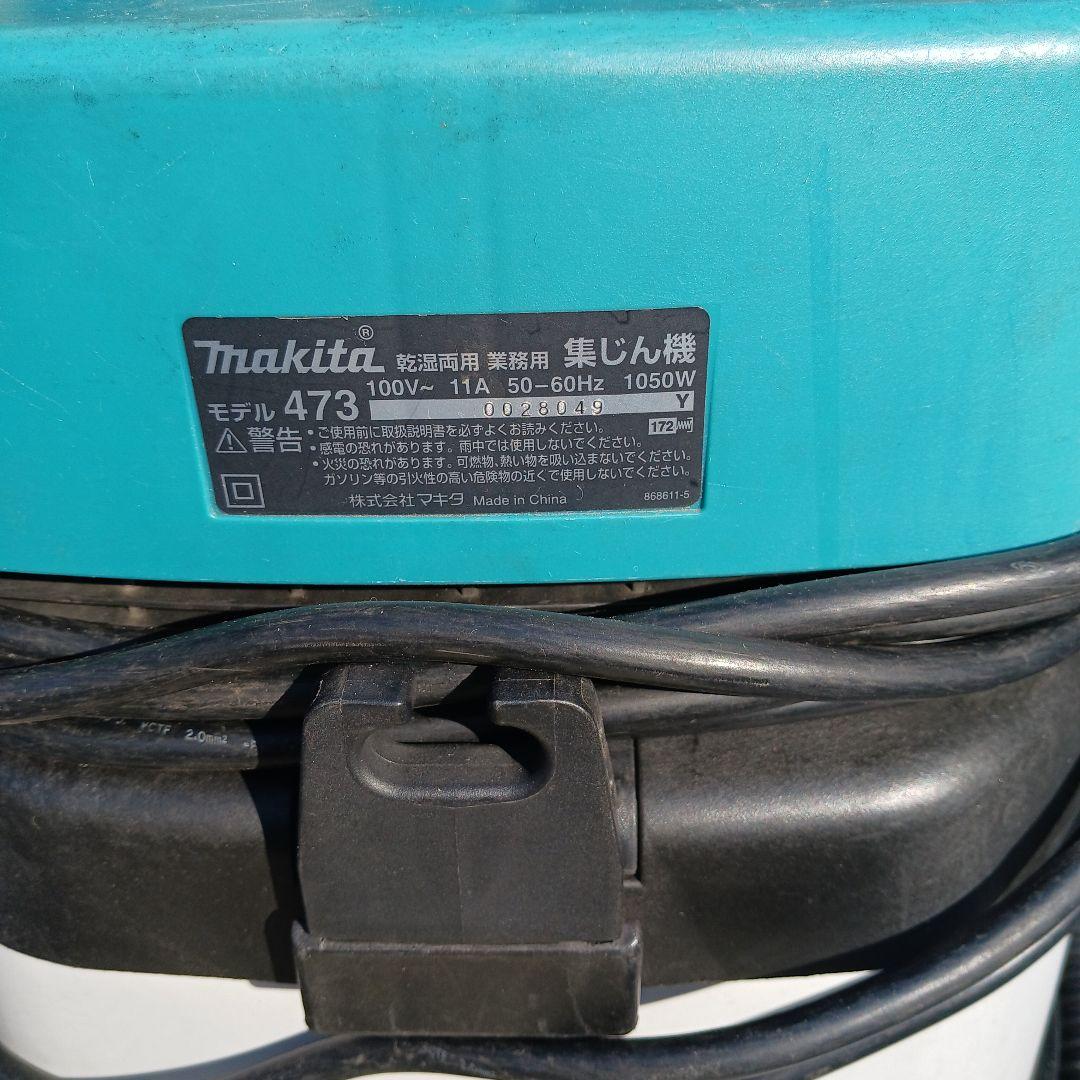 makita® 乾湿両用 業務用 集じん機
モデル 473 100V~ 11A 50-60Hz 1050W
0028049 Y
172
警告 ・ご使用前に取扱説明書を必ずよくお読みください。
・感電の恐れがあります。雨中では使用しないでください。
・火災の恐れがあります。可燃物、熱い物を吸い込まないでください。
ガソリン等の引火性の高い危険物の近くで使用しないでください。
株式会社マキタ Made in China
868611-5
VCTF 2.0mm²